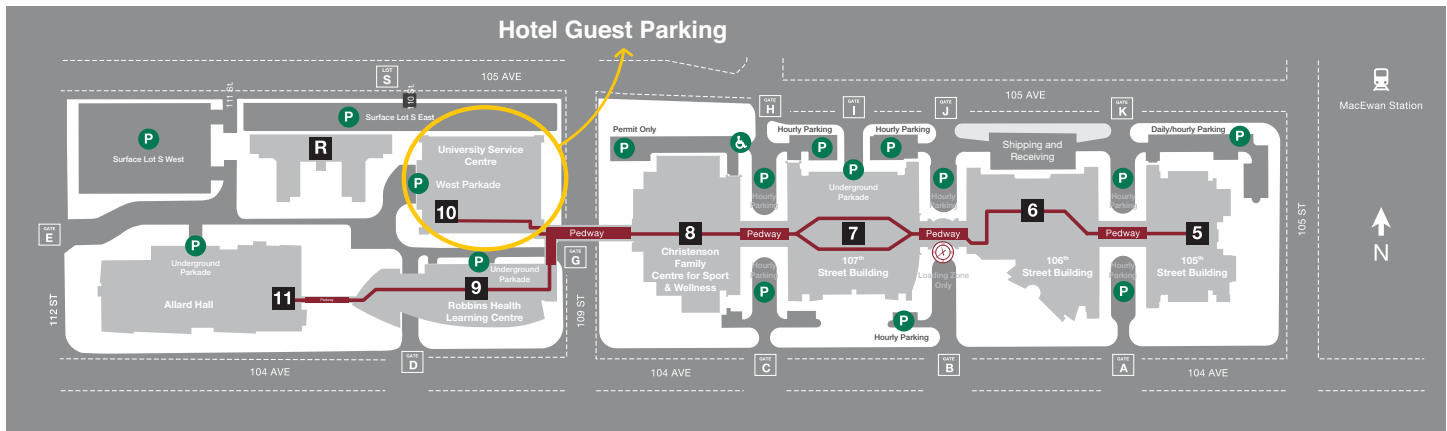 Hotel Guest Parking
LOT
S
105 AVE
111 St.
110 St.
P
Surface Lot S East
P
Surface Lot S West
R
University Service
Centre
P
West Parkade
10
GATE
E
P
Underground
Parkade
Allard Hall
11
Pedway
P
Underground
Parkade
9
Robbins Health
Learning Centre
GATE
G
Pedway
112 ST
109 ST
104 AVE
GATE
D
Permit Only
P
8
Christenson
Family
Centre for Sport
& Wellness
GATE
H
Hourly Parking
P
P
Hourly
Parking
Pedway
Hourly
Parking
P
GATE
C
104 AVE
GATE
I
P
Underground
Parkade
7
107th
Street Building
Hourly Parking
P
GATE
J
P
Hourly
Parking
Pedway
Loading Zone
Only
P
Hourly Parking
GATE
B
105 AVE
Shipping and
Receiving
6
106th
Street Building
GATE
K
P
Hourly
Parking
Pedway
Hourly
Parking
P
GATE
A
Daily/hourly Parking
P
5
105th
Street Building
104 AVE
105 ST
MacEwan Station
N